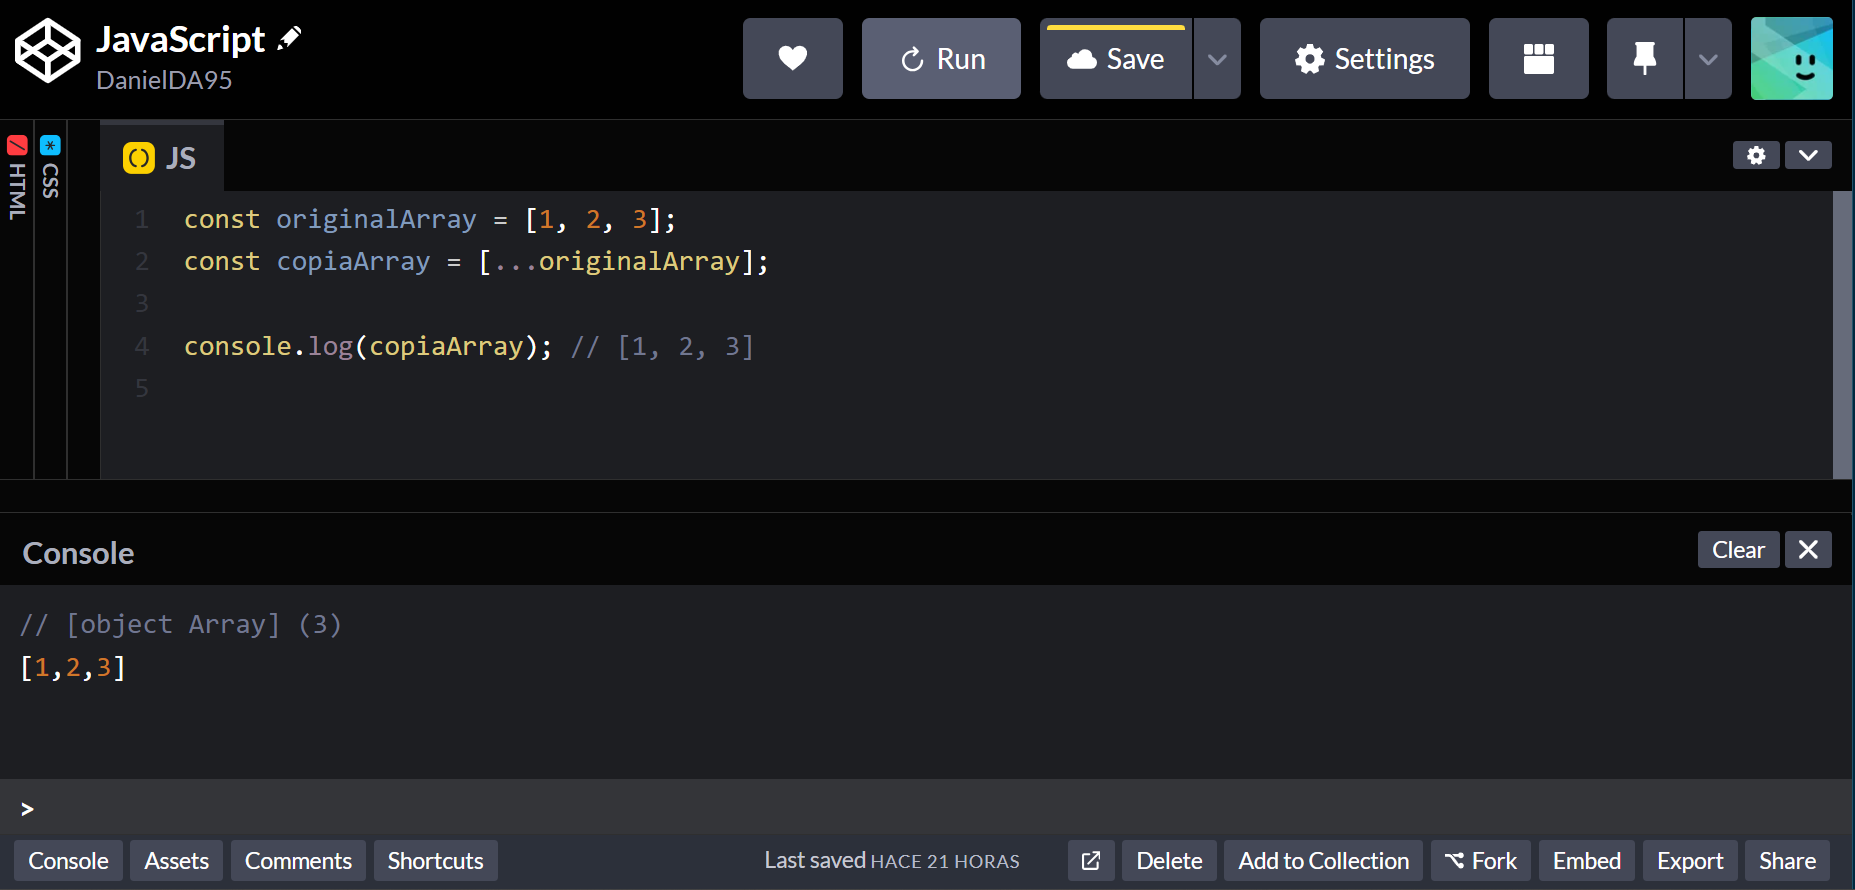 JavaScript
DanielDA95
Run
Save
Settings
HTML
CSS
JS
1 const originalArray = [1, 2, 3];
2 const copiaArray = [...originalArray];
3
4 console.log(copiaArray); // [1, 2, 3]
5
Console
Clear
// [object Array] (3)
[1,2,3]
>
Console Assets Comments Shortcuts Last saved HACE 21 HORAS Delete Add to Collection Fork Embed Export Share